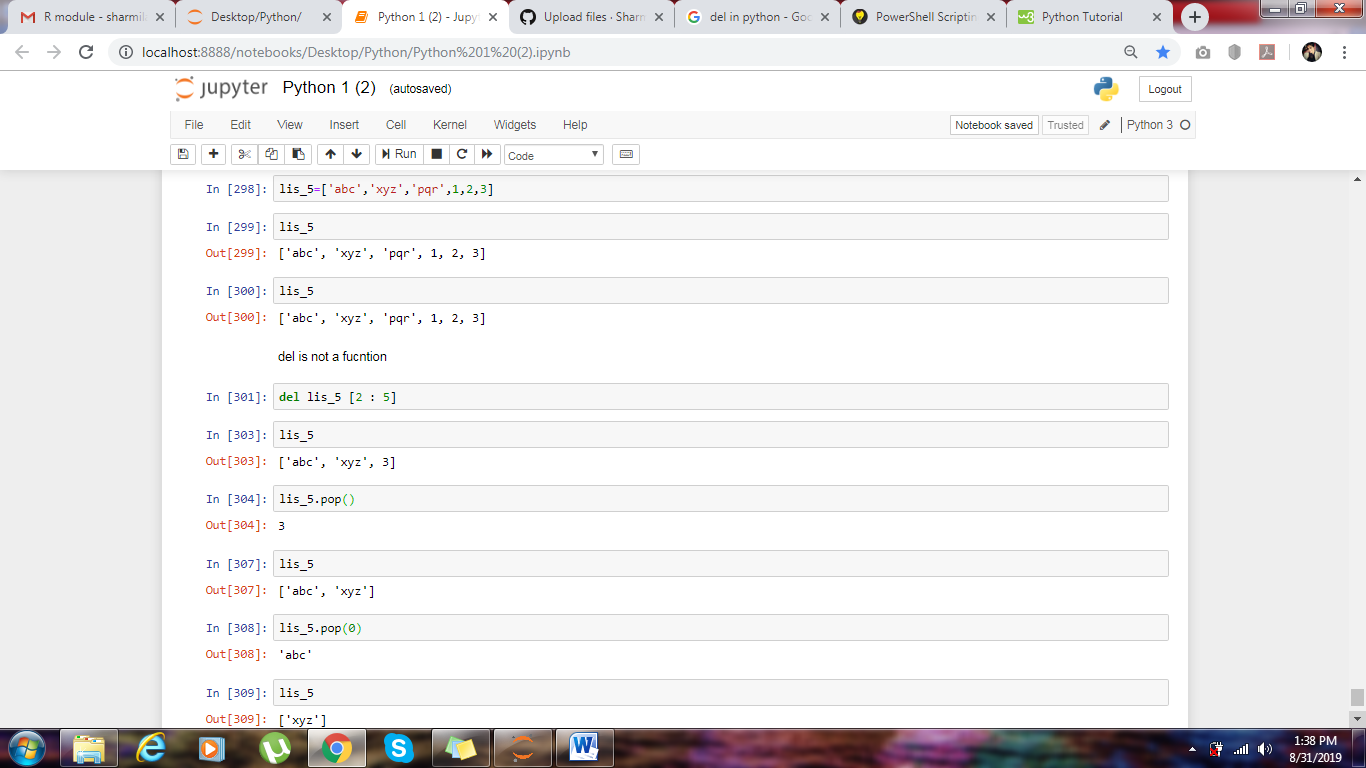 R module - sharmil
Desktop/Python/
Python 1 (2) - Jupy
Upload files · Sharm
del in python - Goo
PowerShell Scriptin
Python Tutorial
localhost:8888/notebooks/Desktop/Python/Python%201%20(2).ipynb
jupyter Python 1 (2) (autosaved)
Logout
File Edit View Insert Cell Kernel Widgets Help
Notebook saved Trusted Python 3
Run Code
In [298]: lis_5=['abc','xyz','pqr',1,2,3]
In [299]: lis_5
Out[299]: ['abc', 'xyz', 'pqr', 1, 2, 3]
In [300]: lis_5
Out[300]: ['abc', 'xyz', 'pqr', 1, 2, 3]
del is not a fucntion
In [301]: del lis_5 [2 : 5]
In [303]: lis_5
Out[303]: ['abc', 'xyz', 3]
In [304]: lis_5.pop()
Out[304]: 3
In [307]: lis_5
Out[307]: ['abc', 'xyz']
In [308]: lis_5.pop(0)
Out[308]: 'abc'
In [309]: lis_5
Out[309]: ['xyz']
1:38 PM
8/31/2019